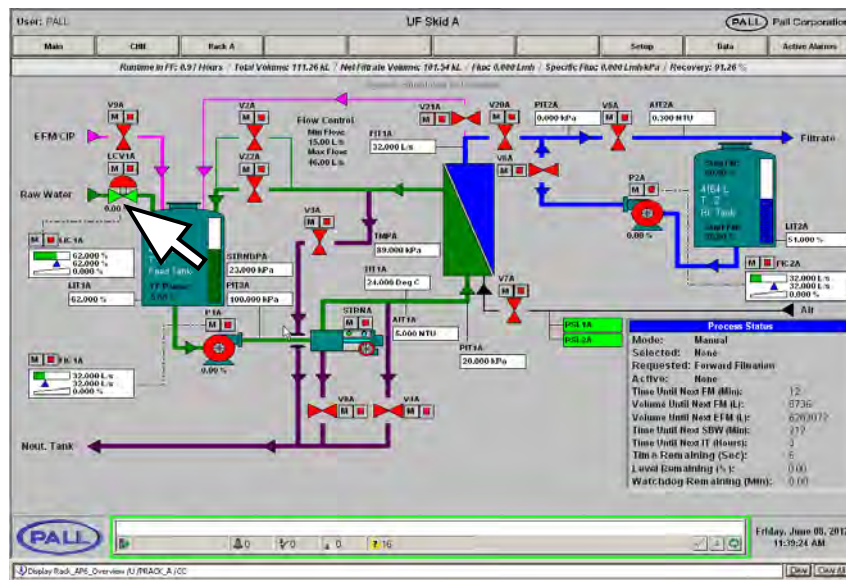 User: PALL
UF Skid A
PALL Pall Corporation
Main
Rack A
Setup
Data
Active Alarms
Runtime in FF: 0.97 Hours / Total Volume: 111.26 kL / Net Filtrate Volume: 101.54 kL / Flux: 0.000 Lmh / Specific Flux: 0.000 Lmh/kPa / Recovery: 91.26 %
V9A
M
V2A
M
V21A
M
V20A
M
PIT2A
0.000 kPa
V5A
M
AIT2A
0.300 NTU
EFM/CIP
Flow Control
Min Flow:
15.00 L/s
Max Flow:
46.00 L/s
FIT1A
32.000 L/s
Filtrate
LCV1A
M
V22A
M
M
Raw Water
0.00 %
P2A
M
0.00 %
4164 L
RF Tank
LIT2A
51.000 %
M LIC1A
62.000 %
62.000 %
0.000 %
V3A
M
TMPA
89.000 kPa
Feed Tank
STRNDPA
23.000 kPa
TIT1A
24.000 Deg C
M FIC2A
32.000 L/s
32.000 L/s
0.000 %
LIT1A
62.000 %
PIT3A
100.000 kPa
V7A
M
Air
P1A
M
0.00 %
STRNA
M
AIT1A
5.000 NTU
PIT1A
20.000 kPa
PSL1A
PSL2A
M FIC1A
32.000 L/s
32.000 L/s
0.000 %
M
V4A
M
Neut. Tank
Process Status
Mode: Manual
Selected: None
Requested: Forward Filtration
Active: None
Time Until Next FM (Min): 12
Volume Until Next FM (L): 8736
Volume Until Next EFM (L): 6283072
Time Until Next SBW (Min): 212
Time Until Next IT (Hours): 3
Time Remaining (Sec): 6
Level Remaining (%): 0.00
Watchdog Remaining (Min): 0.00
PALL
0
0
0
? 16
Friday, June 08, 2012
11:39:24 AM
Display Rack_AP6_Overview /U /PRACK_A /CC
Clear
Clear All